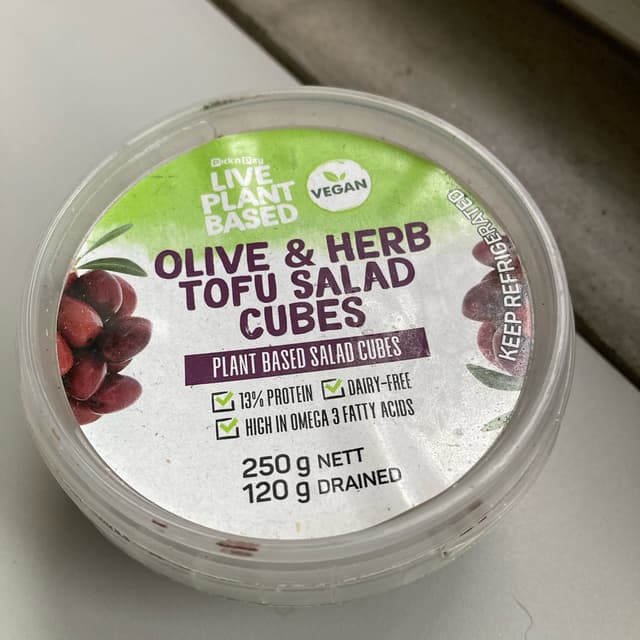 Pick n Pay
LIVE
PLANT
BASED
VEGAN
OLIVE & HERB
TOFU SALAD
CUBES
PLANT BASED SALAD CUBES
13% PROTEIN
DAIRY-FREE
HIGH IN OMEGA 3 FATTY ACIDS
250 g NETT
120 g DRAINED
KEEP REFRIGERATED